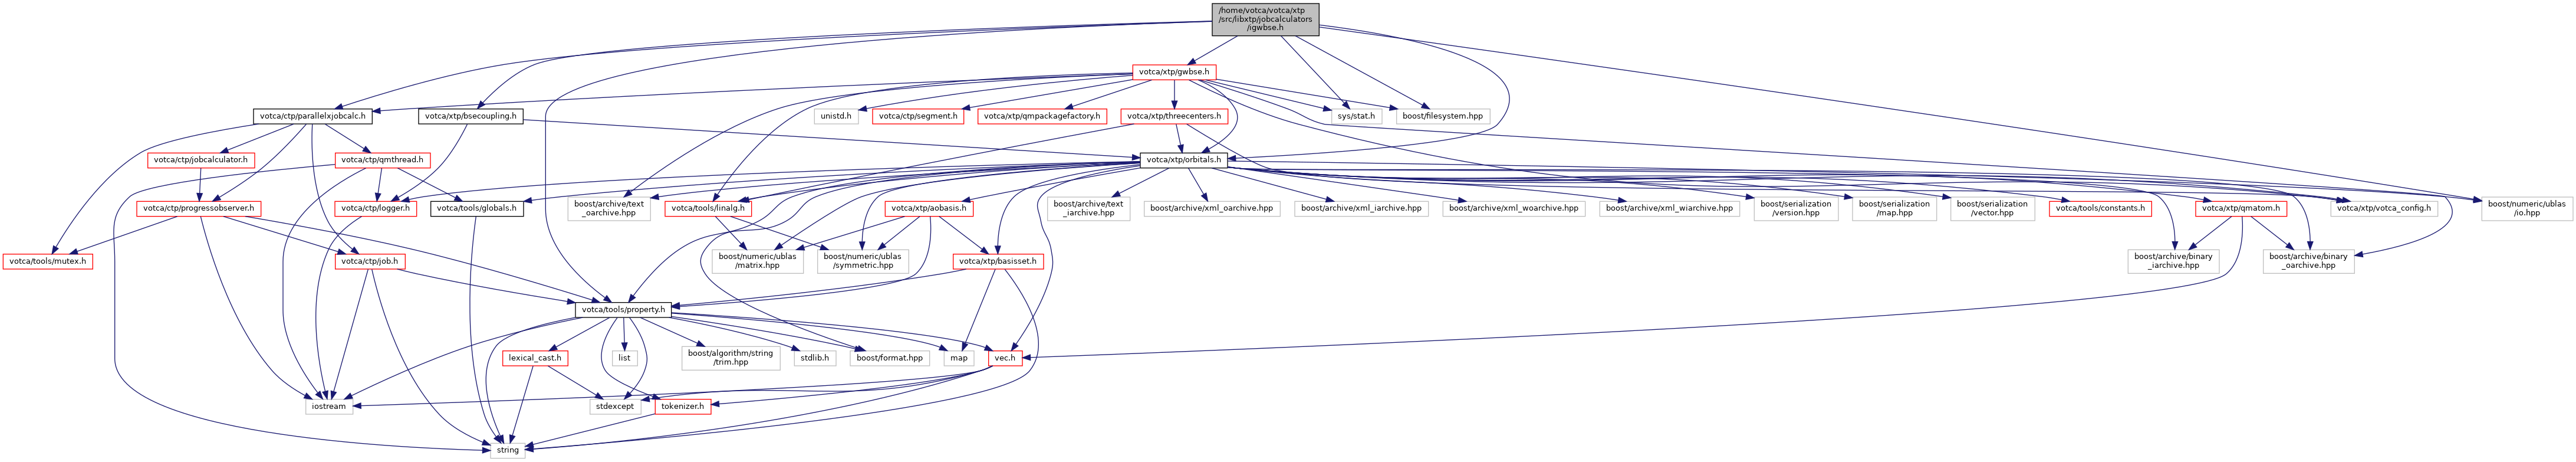 /home/votca/votca/xtp
/src/libxtp/jobcalculators
/igwbse.h
votca/xtp/gwbse.h
votca/ctp/parallelxjobcalc.h
votca/xtp/bsecoupling.h
unistd.h
votca/ctp/segment.h
votca/xtp/qmpackagefactory.h
votca/xtp/threecenters.h
sys/stat.h
boost/filesystem.hpp
votca/ctp/jobcalculator.h
votca/ctp/qmthread.h
votca/xtp/orbitals.h
votca/ctp/progressobserver.h
votca/ctp/logger.h
votca/tools/globals.h
boost/archive/text
_oarchive.hpp
votca/tools/linalg.h
votca/xtp/aobasis.h
boost/archive/text
_iarchive.hpp
boost/archive/xml_oarchive.hpp
boost/archive/xml_iarchive.hpp
boost/archive/xml_woarchive.hpp
boost/archive/xml_wiarchive.hpp
boost/serialization
/version.hpp
boost/serialization
/map.hpp
boost/serialization
/vector.hpp
votca/tools/constants.h
votca/xtp/qmatom.h
votca/xtp/votca_config.h
boost/numeric/ublas
/io.hpp
votca/tools/mutex.h
votca/ctp/job.h
boost/numeric/ublas
/matrix.hpp
boost/numeric/ublas
/symmetric.hpp
votca/xtp/basisset.h
boost/archive/binary
_iarchive.hpp
boost/archive/binary
_oarchive.hpp
votca/tools/property.h
lexical_cast.h
list
boost/algorithm/string
/trim.hpp
stdlib.h
boost/format.hpp
map
vec.h
iostream
stdexcept
tokenizer.h
string